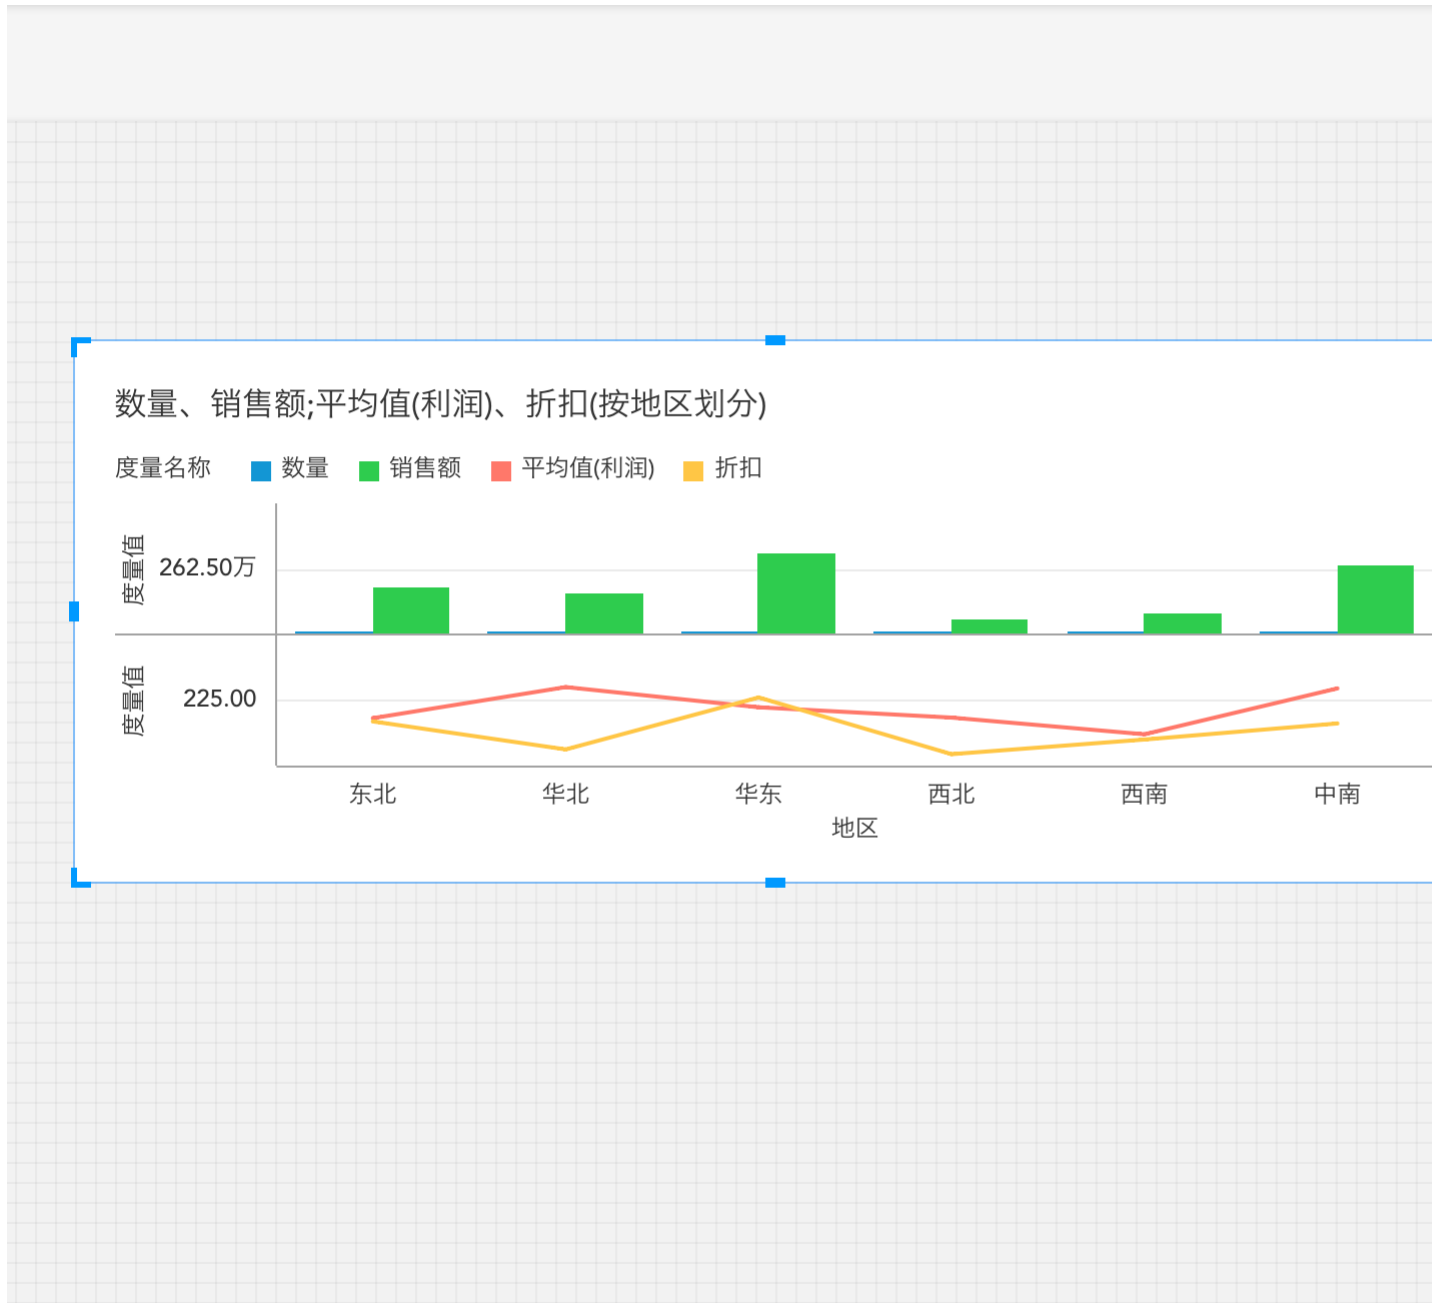 数量、销售额;平均值(利润)、折扣(按地区划分)
度量名称 数量 销售额 平均值(利润) 折扣
度量值
262.50万
度量值
225.00
东北 华北 华东 西北 西南 中南
地区